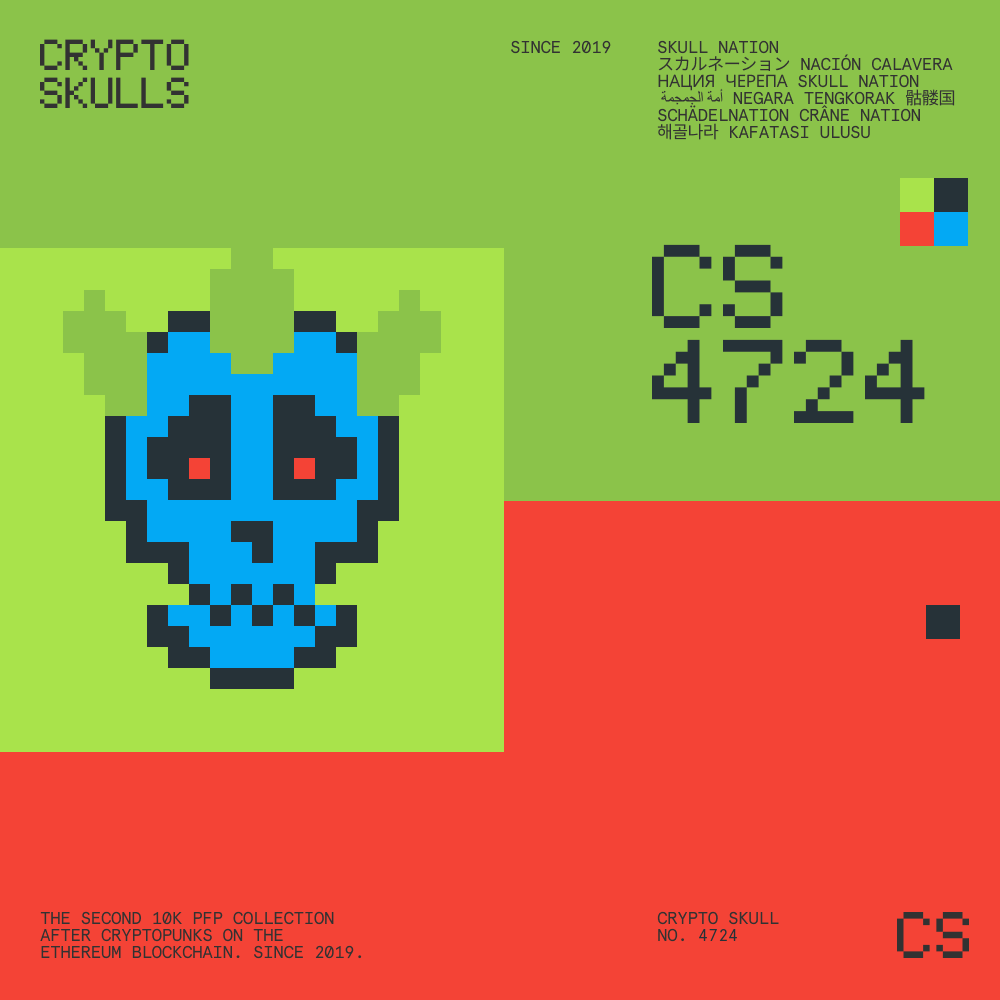 CRYPTO
SKULLS
SINCE 2019
SKULL NATION
スカルネーション NACIÓN CALAVERA
НАЦИЯ ЧЕРЕПА SKULL NATION
أمة الجمجمة NEGARA TENGKORAK 骷髅国
SCHÄDELNATION CRÂNE NATION
해골나라 KAFATASI ULUSU
CS
4724
THE SECOND 10K PFP COLLECTION
AFTER CRYPTOPUNKS ON THE
ETHEREUM BLOCKCHAIN. SINCE 2019.
CRYPTO SKULL
NO. 4724
CS